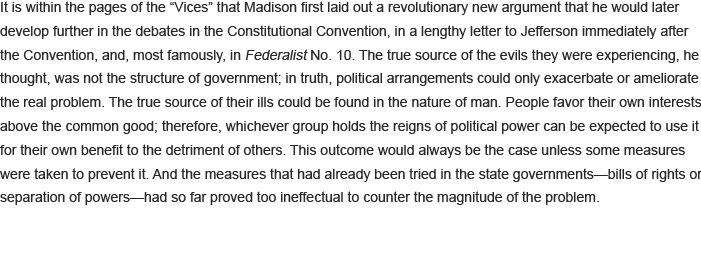 It is within the pages of the “Vices” that Madison first laid out a revolutionary new argument that he would later
develop further in the debates in the Constitutional Convention, in a lengthy letter to Jefferson immediately after
the Convention, and, most famously, in Federalist No. 10. The true source of the evils they were experiencing, he
thought, was not the structure of government; in truth, political arrangements could only exacerbate or ameliorate
the real problem. The true source of their ills could be found in the nature of man. People favor their own interests
above the common good; therefore, whichever group holds the reigns of political power can be expected to use it
for their own benefit to the detriment of others. This outcome would always be the case unless some measures
were taken to prevent it. And the measures that had already been tried in the state governments—bills of rights or
separation of powers—had so far proved too ineffectual to counter the magnitude of the problem.